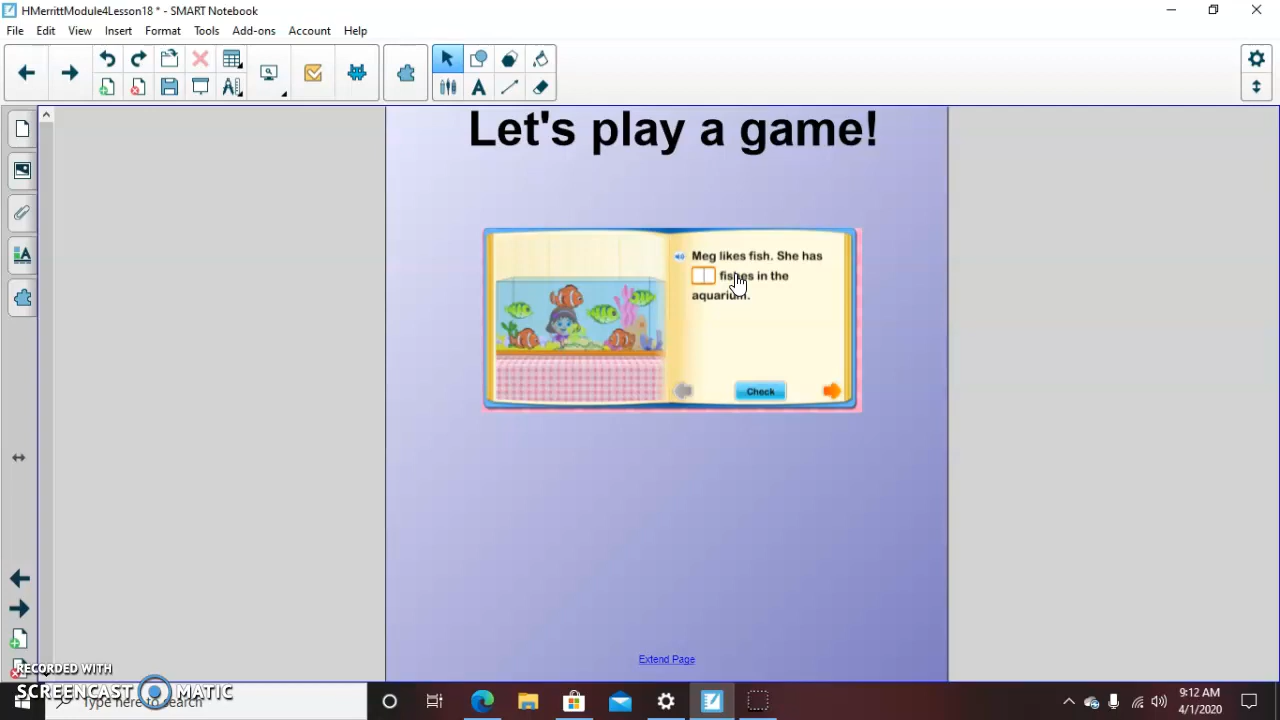 HMerrittModule4Lesson18 * - SMART Notebook
File Edit View Insert Format Tools Add-ons Account Help
Let's play a game!
Meg likes fish. She has
fishes in the
aquarium.
Check
Extend Page
RECORDED WITH
SCREENCAST MATIC
Type here to search
9:12 AM
4/1/2020